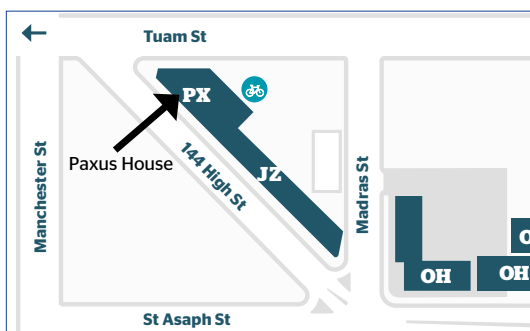 Tuam St
PX
Paxus House
144 High St
JZ
Manchester St
Madras St
OH
OH
St Asaph St